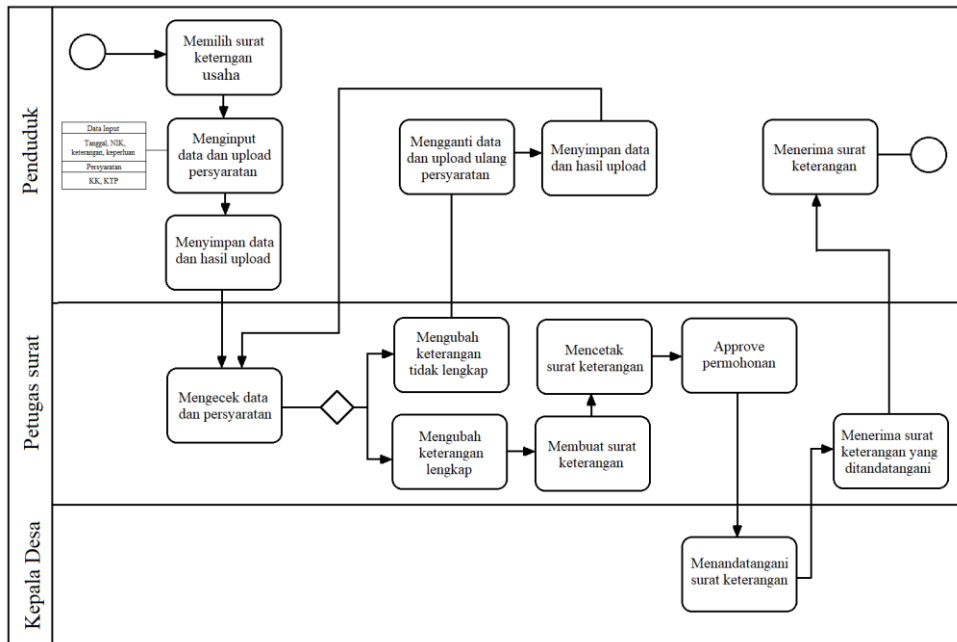 Penduduk
Memilih surat
keterngan
usaha
Data Input
Tanggal, NIK,
keterangan, keperluan
Persyaratan
KK, KTP
Menginput
data dan upload
persyaratan
Menyimpan data
dan hasil upload
Mengganti data
dan upload ulang
persyaratan
Menyimpan data
dan hasil upload
Menerima surat
keterangan
Petugas surat
Mengecek data
dan persyaratan
Mengubah
keterangan
tidak lengkap
Mengubah
keterangan
lengkap
Mencetak
surat keterangan
Membuat surat
keterangan
Approve
permohonan
Menerima surat
keterangan yang
ditandatangani
Kepala Desa
Menandatangani
surat keterangan